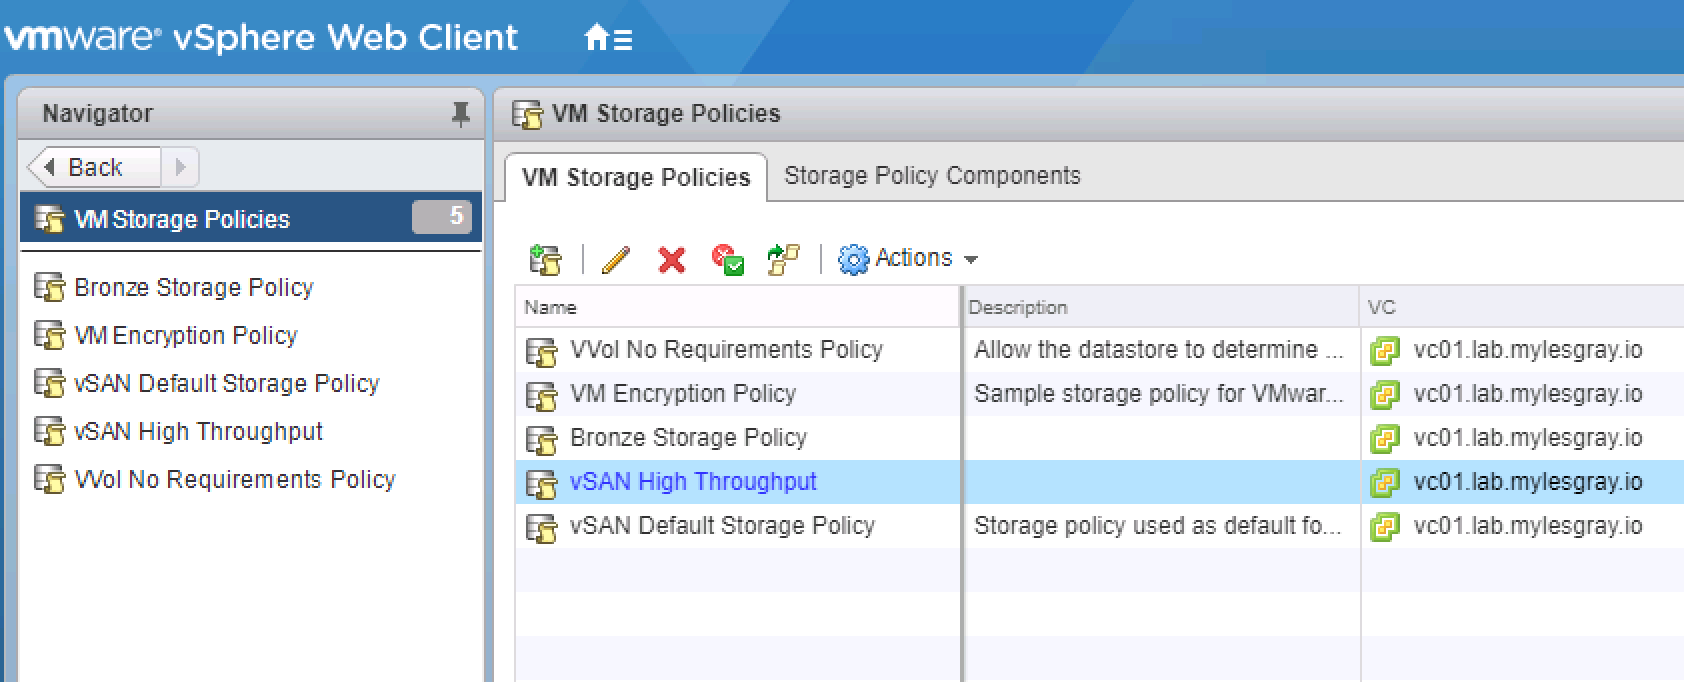 vmware® vSphere Web Client
Navigator
Back
VM Storage Policies 5
Bronze Storage Policy
VM Encryption Policy
vSAN Default Storage Policy
vSAN High Throughput
VVol No Requirements Policy
VM Storage Policies
VM Storage Policies Storage Policy Components
Actions
Name Description VC
VVol No Requirements Policy Allow the datastore to determine ... vc01.lab.mylesgray.io
VM Encryption Policy Sample storage policy for VMwar... vc01.lab.mylesgray.io
Bronze Storage Policy vc01.lab.mylesgray.io
vSAN High Throughput vc01.lab.mylesgray.io
vSAN Default Storage Policy Storage policy used as default fo... vc01.lab.mylesgray.io